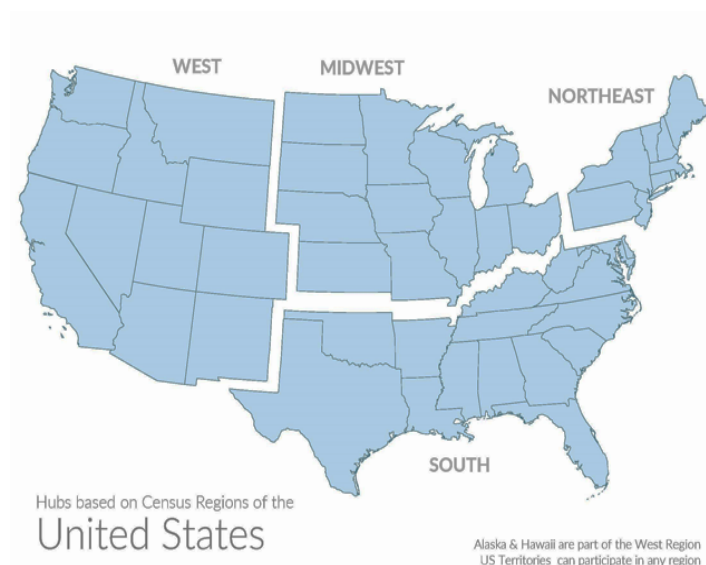 WEST
MIDWEST
NORTHEAST
SOUTH
Hubs based on Census Regions of the
United States
Alaska & Hawaii are part of the West Region
US Territories can participate in any region